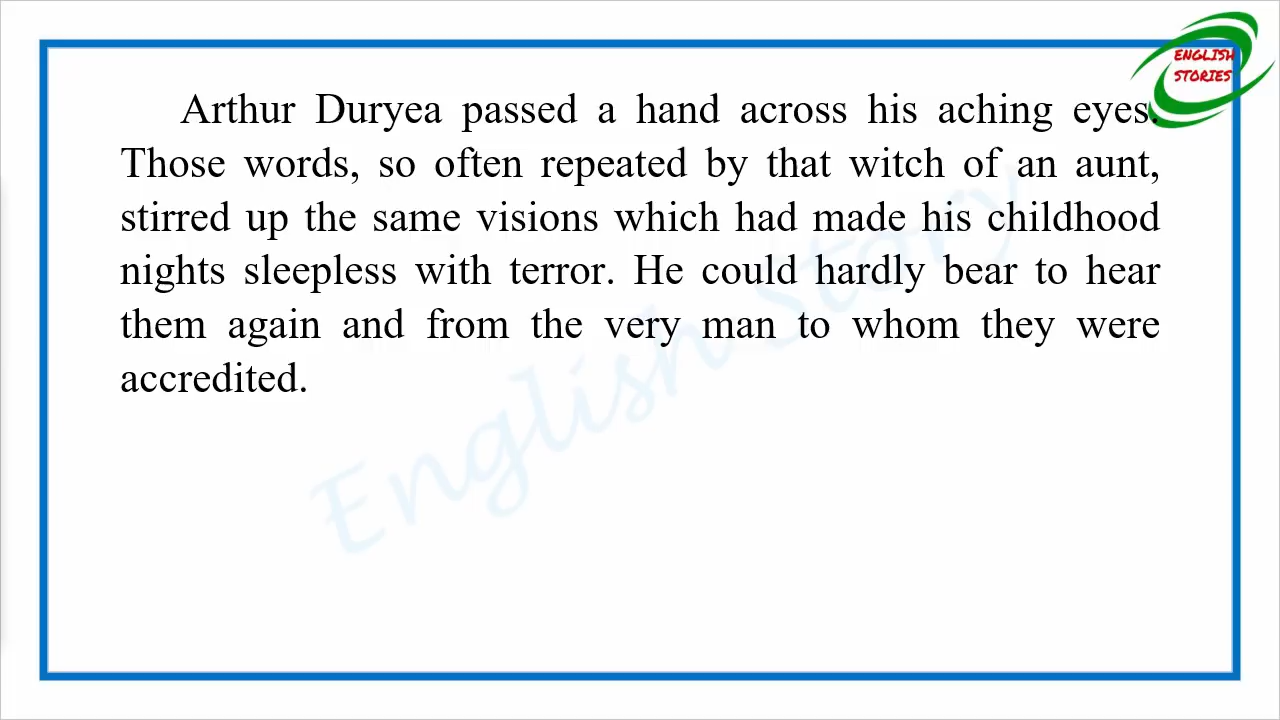 ENGLISH
STORIES
Arthur Duryea passed a hand across his aching eyes.
Those words, so often repeated by that witch of an aunt,
stirred up the same visions which had made his childhood
nights sleepless with terror. He could hardly bear to hear
them again and from the very man to whom they were
accredited.
English Story